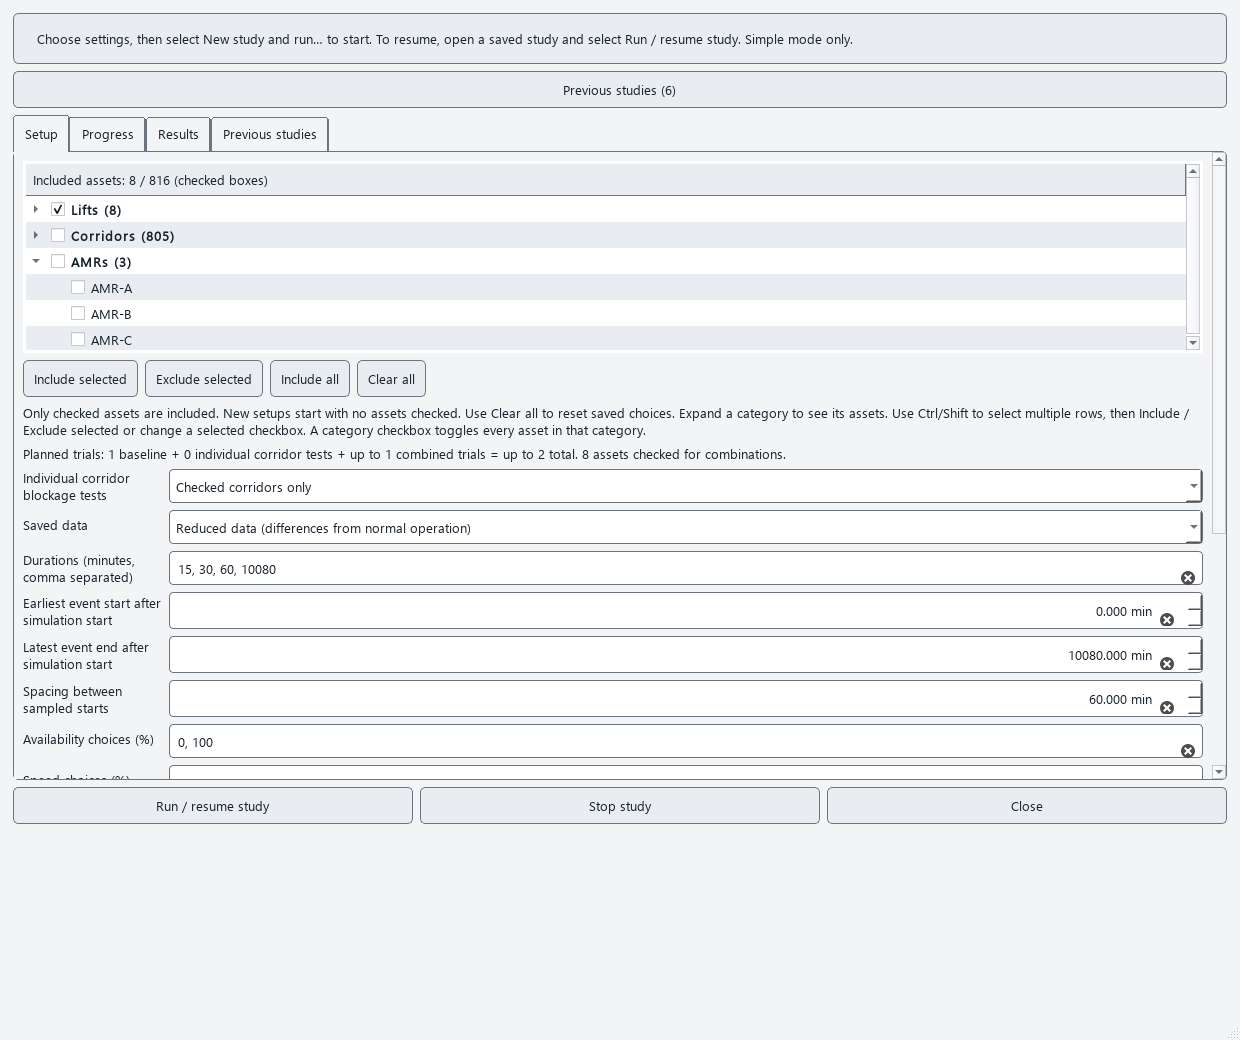 Choose settings, then select New study and run... to start. To resume, open a saved study and select Run / resume study. Simple mode only.
Previous studies (6)
Setup
Progress
Results
Previous studies
Included assets: 8 / 816 (checked boxes)
Lifts (8)
Corridors (805)
AMRs (3)
AMR-A
AMR-B
AMR-C
Include selected
Exclude selected
Include all
Clear all
Only checked assets are included. New setups start with no assets checked. Use Clear all to reset saved choices. Expand a category to see its assets. Use Ctrl/Shift to select multiple rows, then Include /
Exclude selected or change a selected checkbox. A category checkbox toggles every asset in that category.
Planned trials: 1 baseline + 0 individual corridor tests + up to 1 combined trials = up to 2 total. 8 assets checked for combinations.
Individual corridor
blockage tests
Checked corridors only
Saved data
Reduced data (differences from normal operation)
Durations (minutes,
comma separated)
15, 30, 60, 10080
Earliest event start after
simulation start
0.000 min
Latest event end after
simulation start
10080.000 min
Spacing between
sampled starts
60.000 min
Availability choices (%)
0, 100
Speed choices (%)
Run / resume study
Stop study
Close